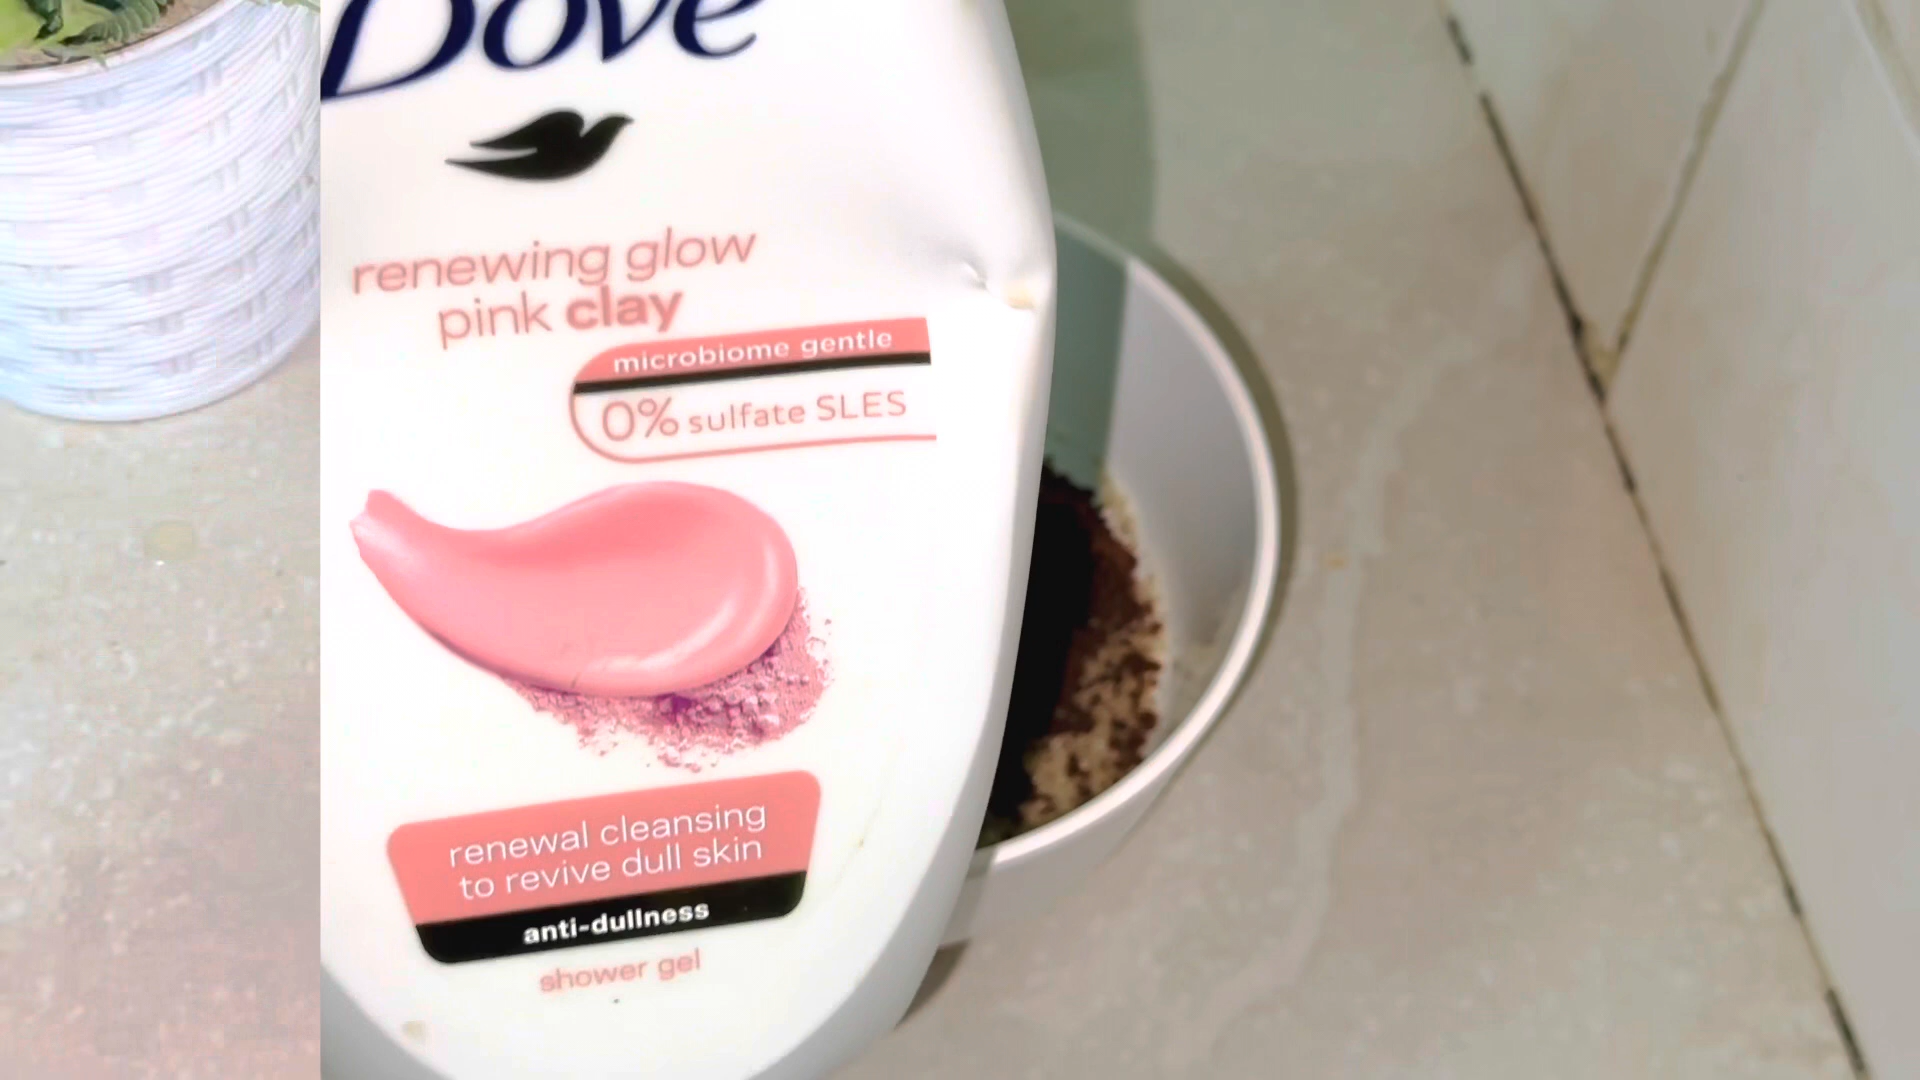 Dove
renewing glow
pink clay
microbiome gentle
0% sulfate SLES
renewal cleansing
to revive dull skin
anti-dullness
shower gel